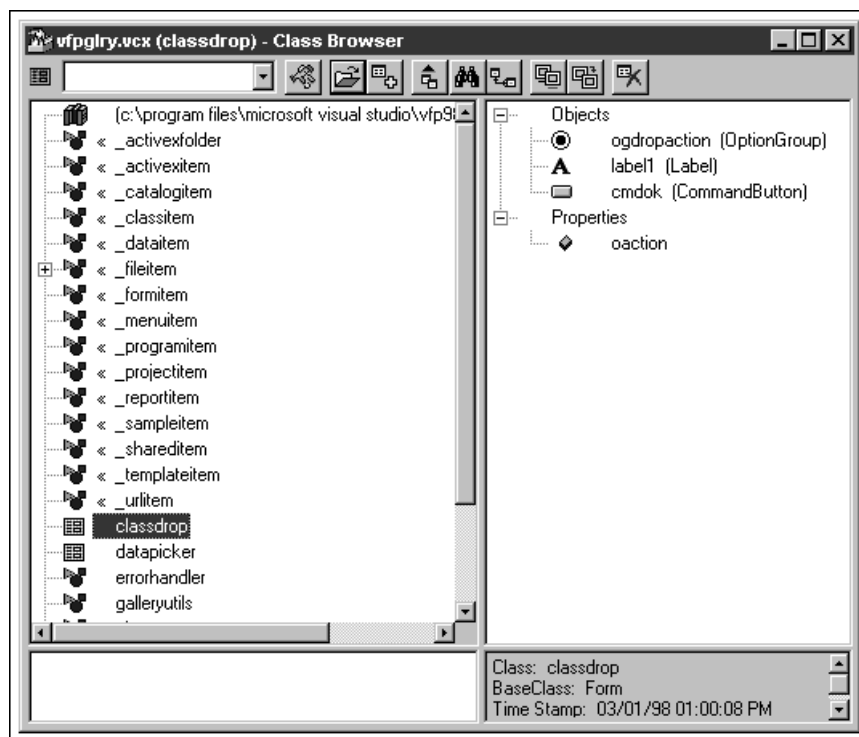 vfpglry.vcx (classdrop) - Class Browser
(c:\program files\microsoft visual studio\vfp9
« _activexfolder
« _activexitem
« _catalogitem
« _classitem
« _dataitem
« _fileitem
« _formitem
« _menuitem
« _programitem
« _projectitem
« _reportitem
« _sampleitem
« _shareditem
« _templateitem
« _urlitem
classdrop
datapicker
errorhandler
galleryutils
Objects
ogdropaction (OptionGroup)
label1 (Label)
cmdok (CommandButton)
Properties
oaction
Class: classdrop
BaseClass: Form
Time Stamp: 03/01/98 01:00:08 PM